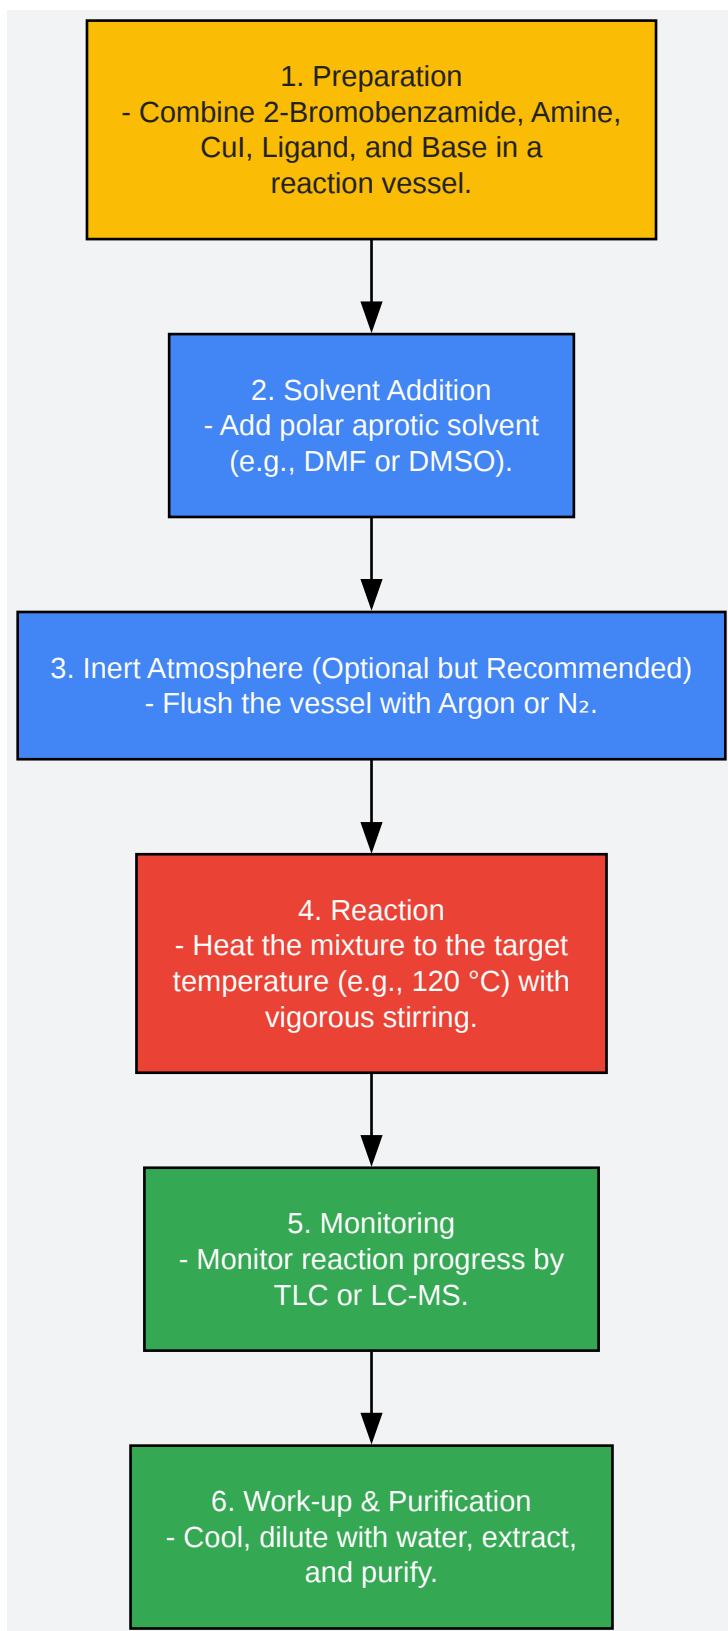 1. Preparation
- Combine 2-Bromobenzamide, Amine,
CuI, Ligand, and Base in a
reaction vessel.
2. Solvent Addition
- Add polar aprotic solvent
(e.g., DMF or DMSO).
3. Inert Atmosphere (Optional but Recommended)
- Flush the vessel with Argon or N₂.
4. Reaction
- Heat the mixture to the target
temperature (e.g., 120 °C) with
vigorous stirring.
5. Monitoring
- Monitor reaction progress by
TLC or LC-MS.
6. Work-up & Purification
- Cool, dilute with water, extract,
and purify.